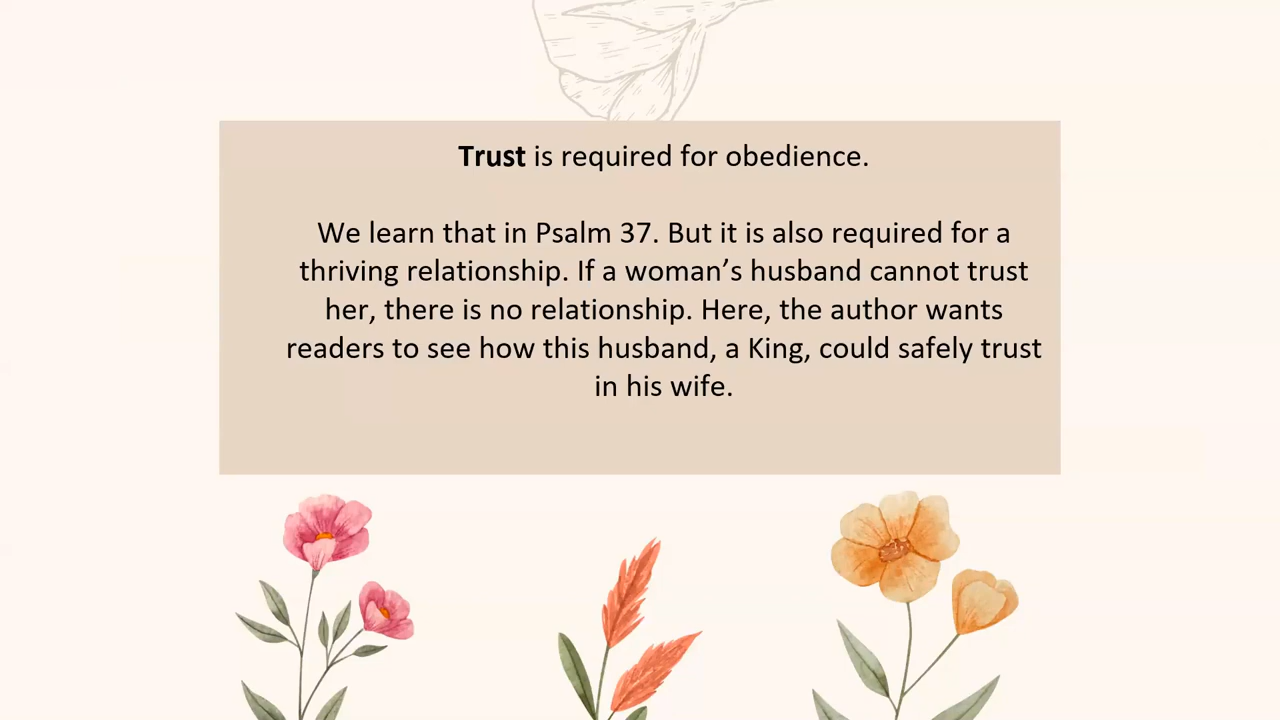 Trust is required for obedience.
We learn that in Psalm 37. But it is also required for a
thriving relationship. If a woman’s husband cannot trust
her, there is no relationship. Here, the author wants
readers to see how this husband, a King, could safely trust
in his wife.